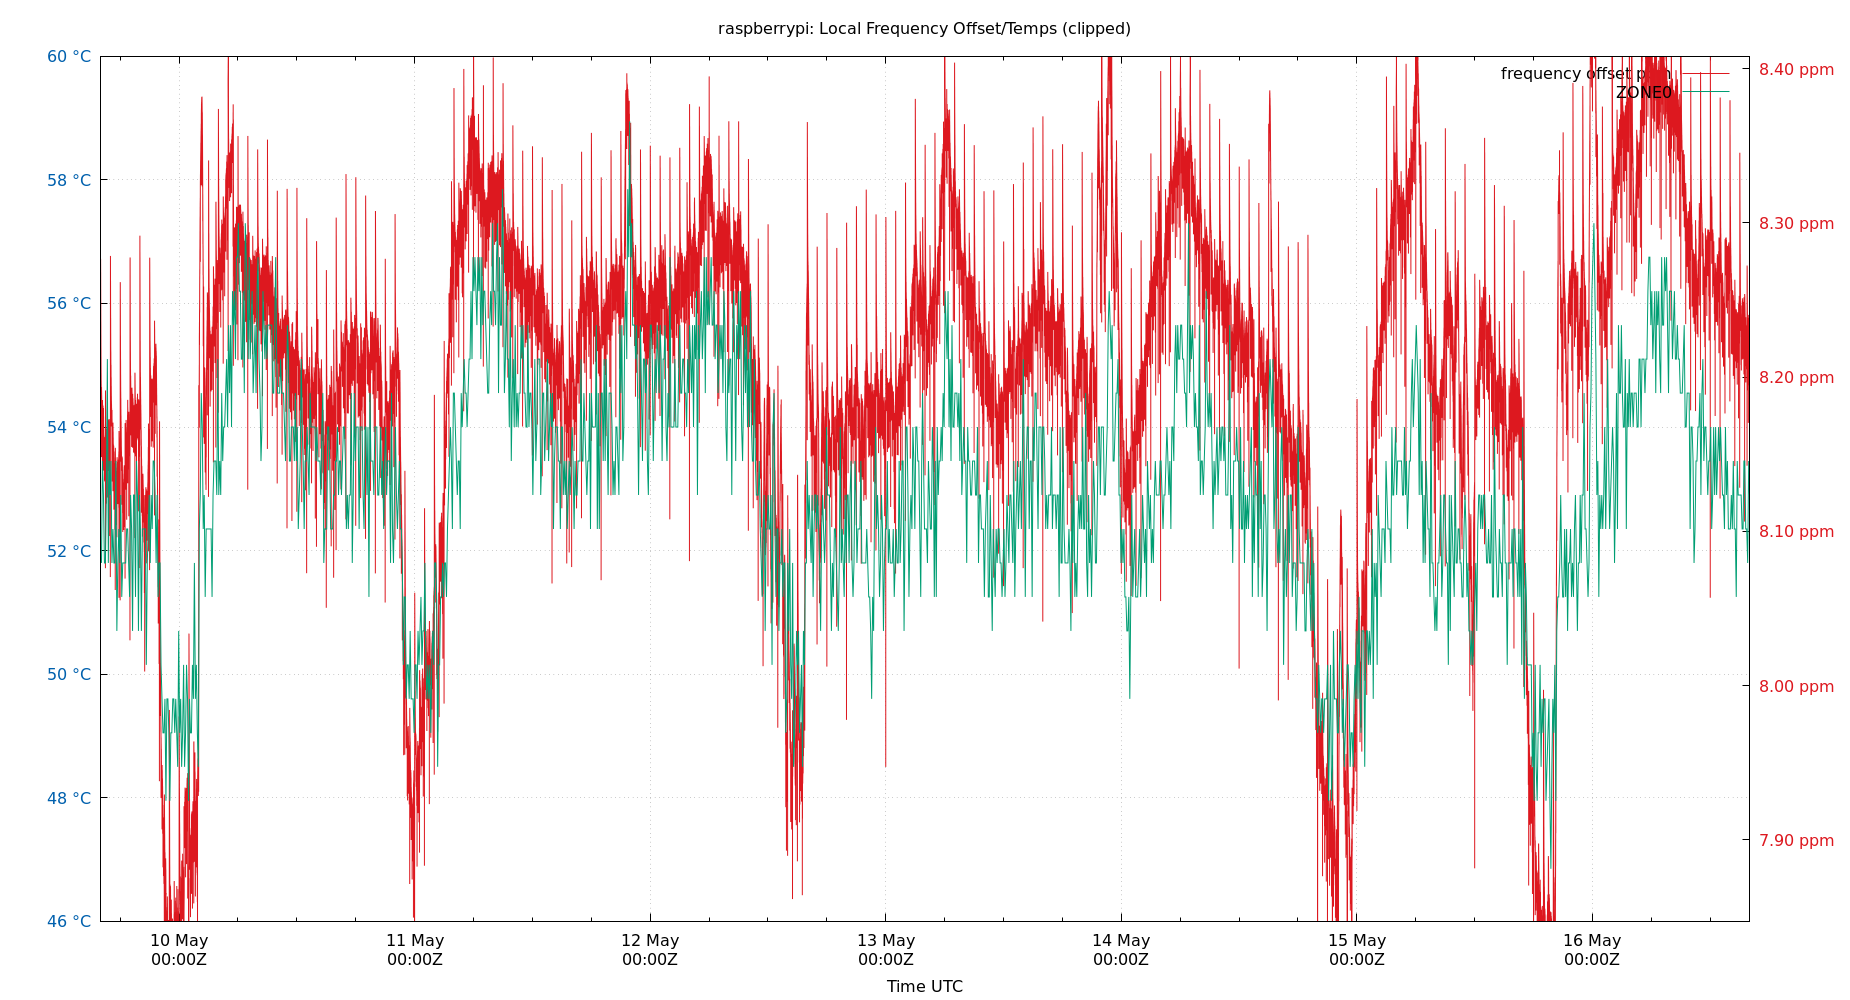 raspberrypi: Local Frequency Offset/Temps (clipped)
60 °C
58 °C
56 °C
54 °C
52 °C
50 °C
48 °C
46 °C
frequency offset
ZONE0
8.40 ppm
8.30 ppm
8.20 ppm
8.10 ppm
8.00 ppm
7.90 ppm
10 May
00:00Z
11 May
00:00Z
12 May
00:00Z
13 May
00:00Z
14 May
00:00Z
15 May
00:00Z
16 May
00:00Z
Time UTC